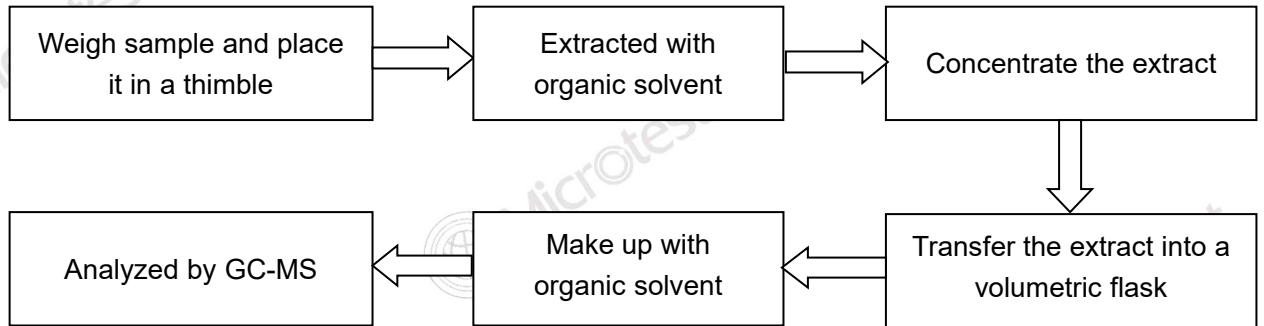 Weigh sample and place
it in a thimble
Extracted with
organic solvent
Concentrate the extract
Transfer the extract into a
volumetric flask
Make up with
organic solvent
Analyzed by GC-MS
Microtest